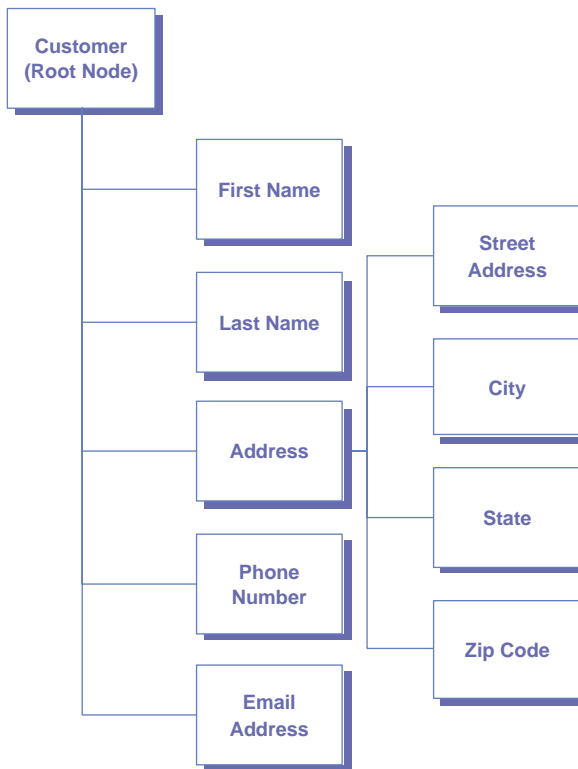 Customer
(Root Node)
First Name
Last Name
Address
Phone
Number
Email
Address
Street
Address
City
State
Zip Code